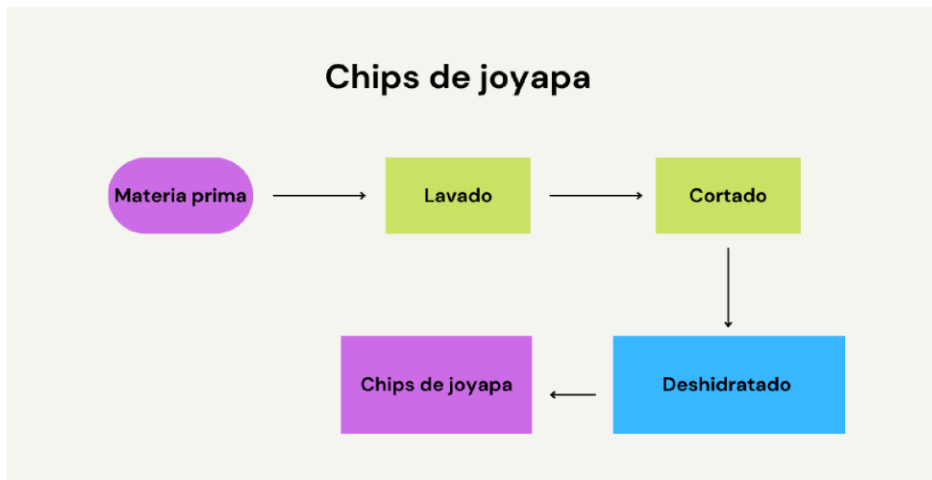 Chips de joyapa
Materia prima
Lavado
Cortado
Deshidratado
Chips de joyapa